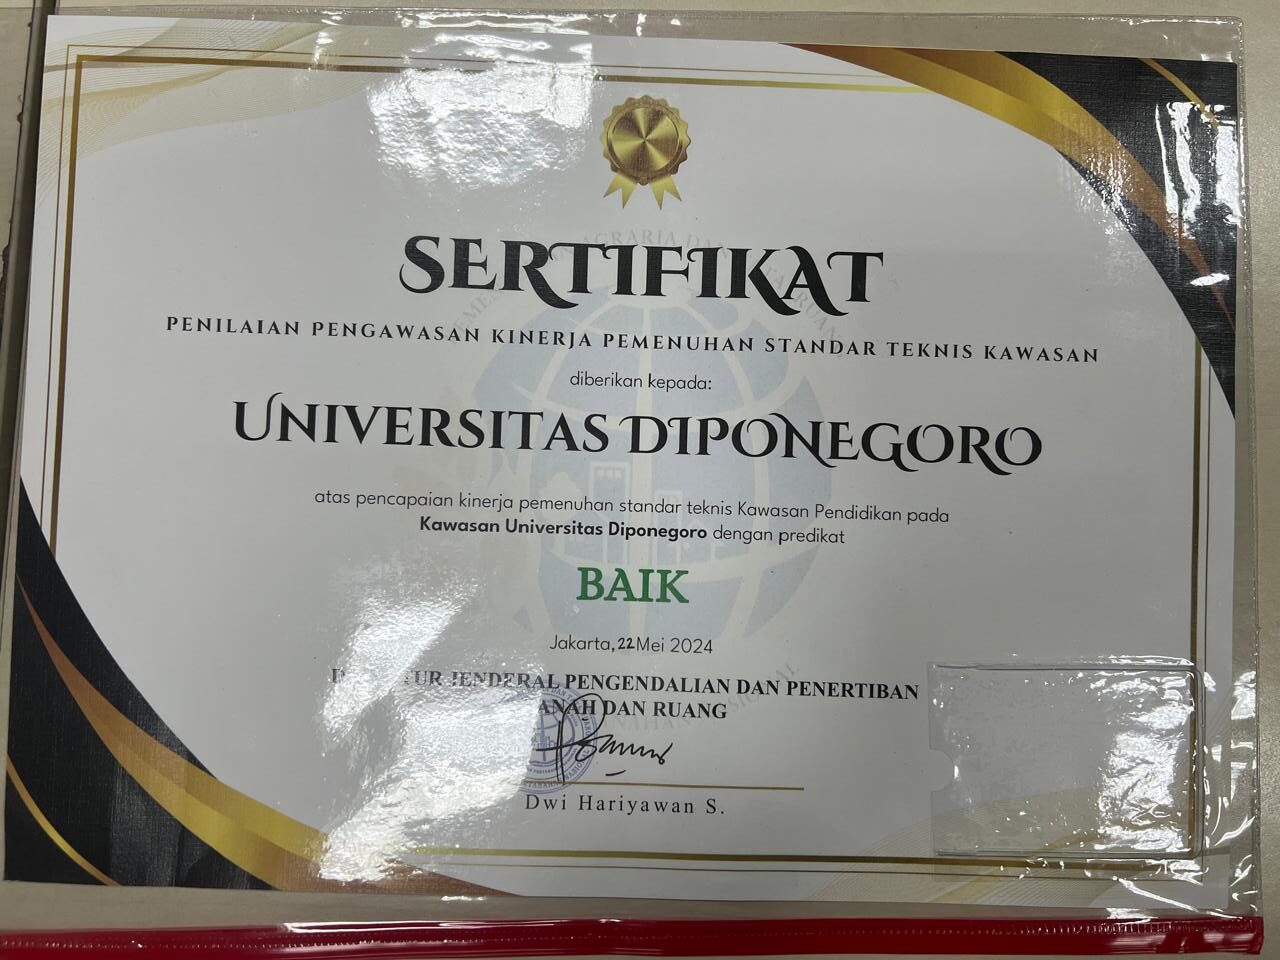 SERTIFIKAT
PENILAIAN PENGAWASAN KINERJA PEMENUHAN STANDAR TEKNIS KAWASAN
diberikan kepada:
UNIVERSITAS DIPONEGORO
atas pencapaian kinerja pemenuhan standar teknis Kawasan Pendidikan pada
Kawasan Universitas Diponegoro dengan predikat
BAIK
Jakarta, 22 Mei 2024
JENDERAL PENGENDALIAN DAN PENERTIBAN
DAN RUANG
Dwi Hariyawan S.